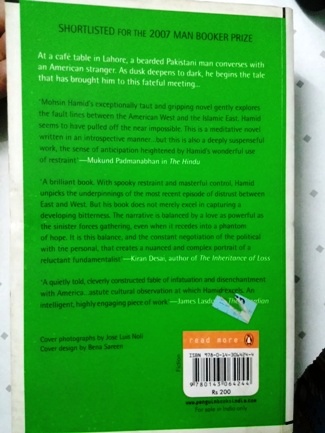 SHORTLISTED FOR THE 2007 MAN BOOKER PRIZE
At a café table in Lahore, a bearded Pakistani man converses with
an American stranger. As dusk deepens to dark, he begins the tale
that has brought him to this fateful meeting...
'Mohsin Hamid's exceptionally taut and gripping novel gently explores
the fault lines between the American West and the Islamic East. Hamid
seems to have pulled off the near impossible. This is a meditative novel
written in an introspective manner...but this is also a deeply suspenseful
work, the sense of anticipation heightened by Hamid's wonderful use
of restraint' —Mukund Padmanabhan in The Hindu
'A brilliant book. With spooky restraint and masterful control, Hamid
unpicks the underpinnings of the most recent episode of distrust between
East and West. But his book does not merely excel in capturing a
developing bitterness. The narrative is balanced by a love as powerful as
the sinister forces gathering, even when it recedes into a phantom
of hope. It is this balance, and the constant negotiation of the political
with the personal, that creates a nuanced and complex portrait of a
reluctant fundamentalist' —Kiran Desai, author of The Inheritance of Loss
'A quietly told, cleverly constructed fable of infatuation and disenchantment
with America...astute cultural observation at which Hamid excels. An
intelligent, highly engaging piece of work' —James Lasdun, The
Cover photographs by Jose Luis
Cover design by Bena Sareen
read more
Fiction
ISBN 978-0-14-306424-4
9780143064244
Rs 200
For sale in India only